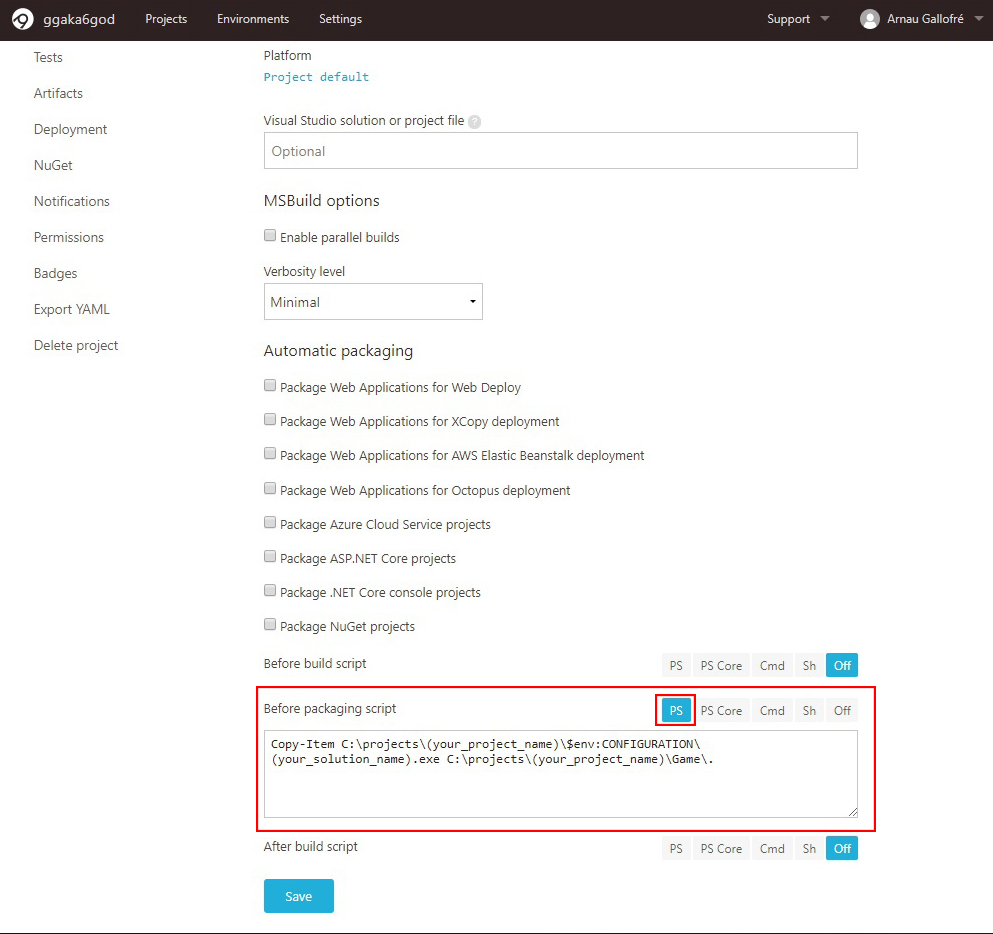 ggaka6god Projects Environments Settings Support Arnau Gallofré
Tests
Artifacts
Deployment
NuGet
Notifications
Permissions
Badges
Export YAML
Delete project
Platform
Project default
Visual Studio solution or project file ?
Optional
MSBuild options
Enable parallel builds
Verbosity level
Minimal
Automatic packaging
Package Web Applications for Web Deploy
Package Web Applications for XCopy deployment
Package Web Applications for AWS Elastic Beanstalk deployment
Package Web Applications for Octopus deployment
Package Azure Cloud Service projects
Package ASP.NET Core projects
Package .NET Core console projects
Package NuGet projects
Before build script PS PS Core Cmd Sh Off
Before packaging script PS PS Core Cmd Sh Off
Copy-Item C:\projects\(your_project_name)\$env:CONFIGURATION\
(your_solution_name).exe C:\projects\(your_project_name)\Game\.
After build script PS PS Core Cmd Sh Off
Save